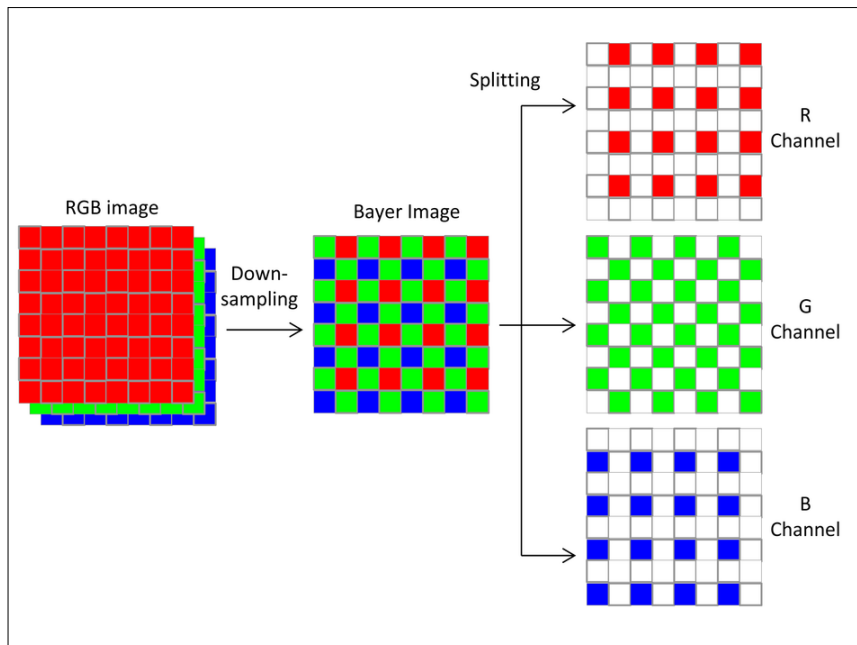 RGB image
Down-
sampling
Bayer Image
Splitting
R
Channel
G
Channel
B
Channel